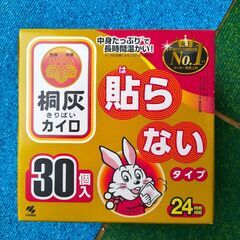 中身たっぷりで
長時間温かい!
No.1
桐灰
きりばい
カイロ
貼ら
は
ない
タイプ
30個入
24時間